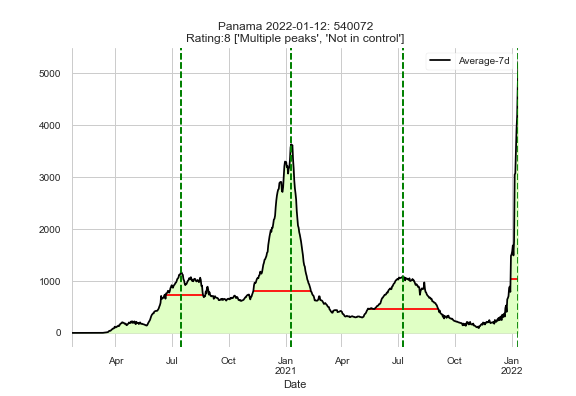 Panama 2022-01-12: 540072
Rating:8 ['Multiple peaks', 'Not in control']
Average-7d
5000
4000
3000
2000
1000
0
Apr
Jul
Oct
Jan
2021
Apr
Jul
Oct
Jan
2022
Date